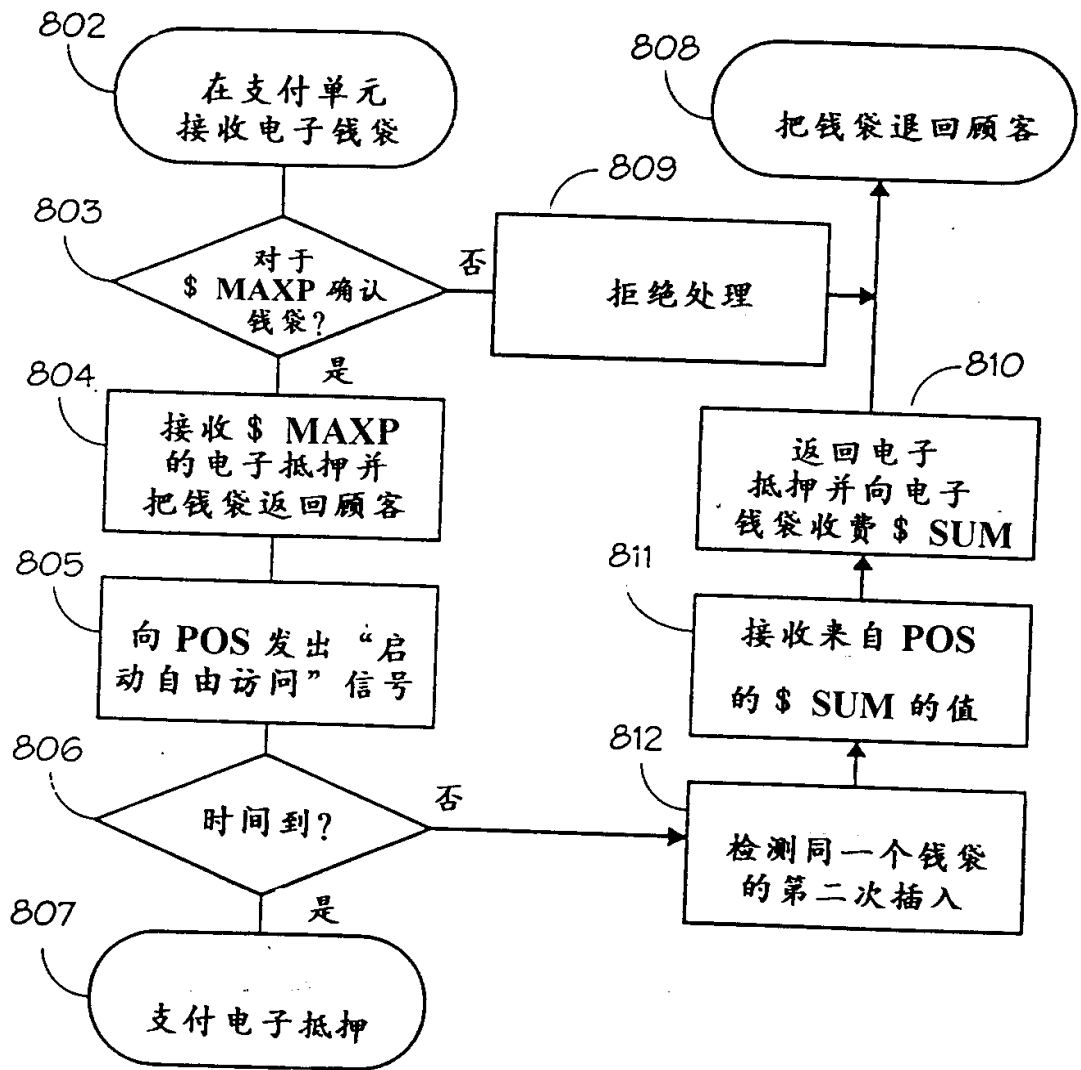 802
在支付单元
接收电子钱袋
803
对于
$ MAXP 确认
钱袋?
否
是
809
拒绝处理
808
把钱袋退回顾客
804
接收 $ MAXP
的电子抵押并
把钱袋返回顾客
805
向 POS 发出“启
动自由访问”信号
806
时间到?
否
是
807
支付电子抵押
812
检测同一个钱袋
的第二次插入
811
接收来自 POS
的 $ SUM 的值
810
返回电子
抵押并向电子
钱袋收费 $ SUM